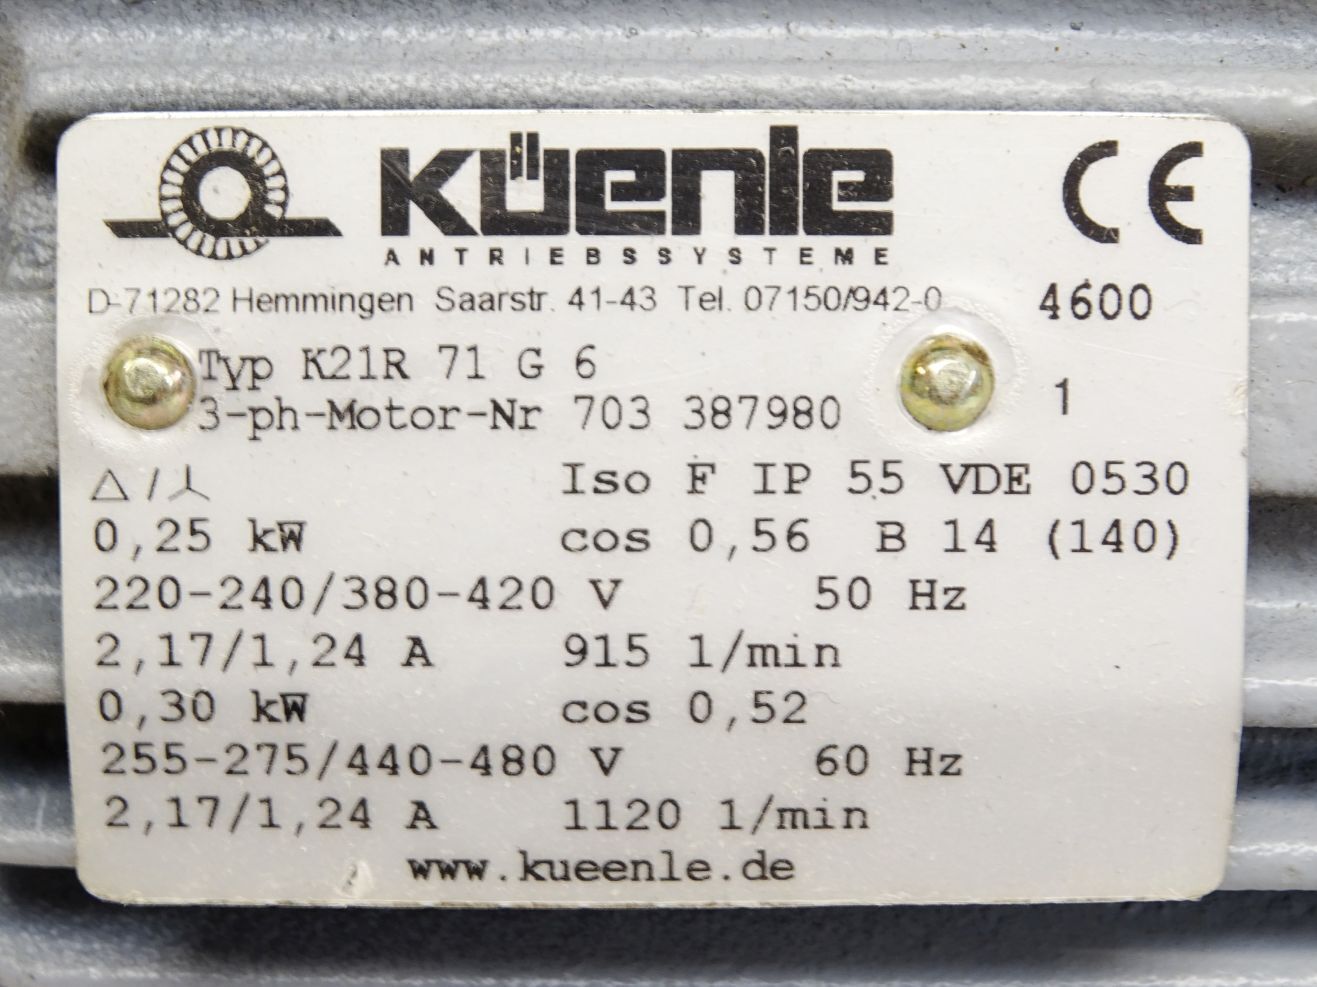 Küenle
ANTRIEBSSYSTEME
CE
D-71282 Hemmingen Saarstr. 41-43 Tel. 07150/942-0
4600
Typ K21R 71 G 6
1
3-ph-Motor-Nr 703 387980
△/⅄ Iso F IP 55 VDE 0530
0,25 kW cos 0,56 B 14 (140)
220-240/380-420 V 50 Hz
2,17/1,24 A 915 1/min
0,30 kW cos 0,52
255-275/440-480 V 60 Hz
2,17/1,24 A 1120 1/min
www.kueenle.de